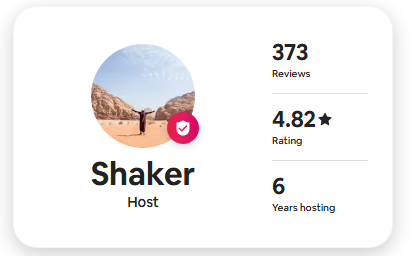 Shaker
Host
373
Reviews
4.82★
Rating
6
Years hosting